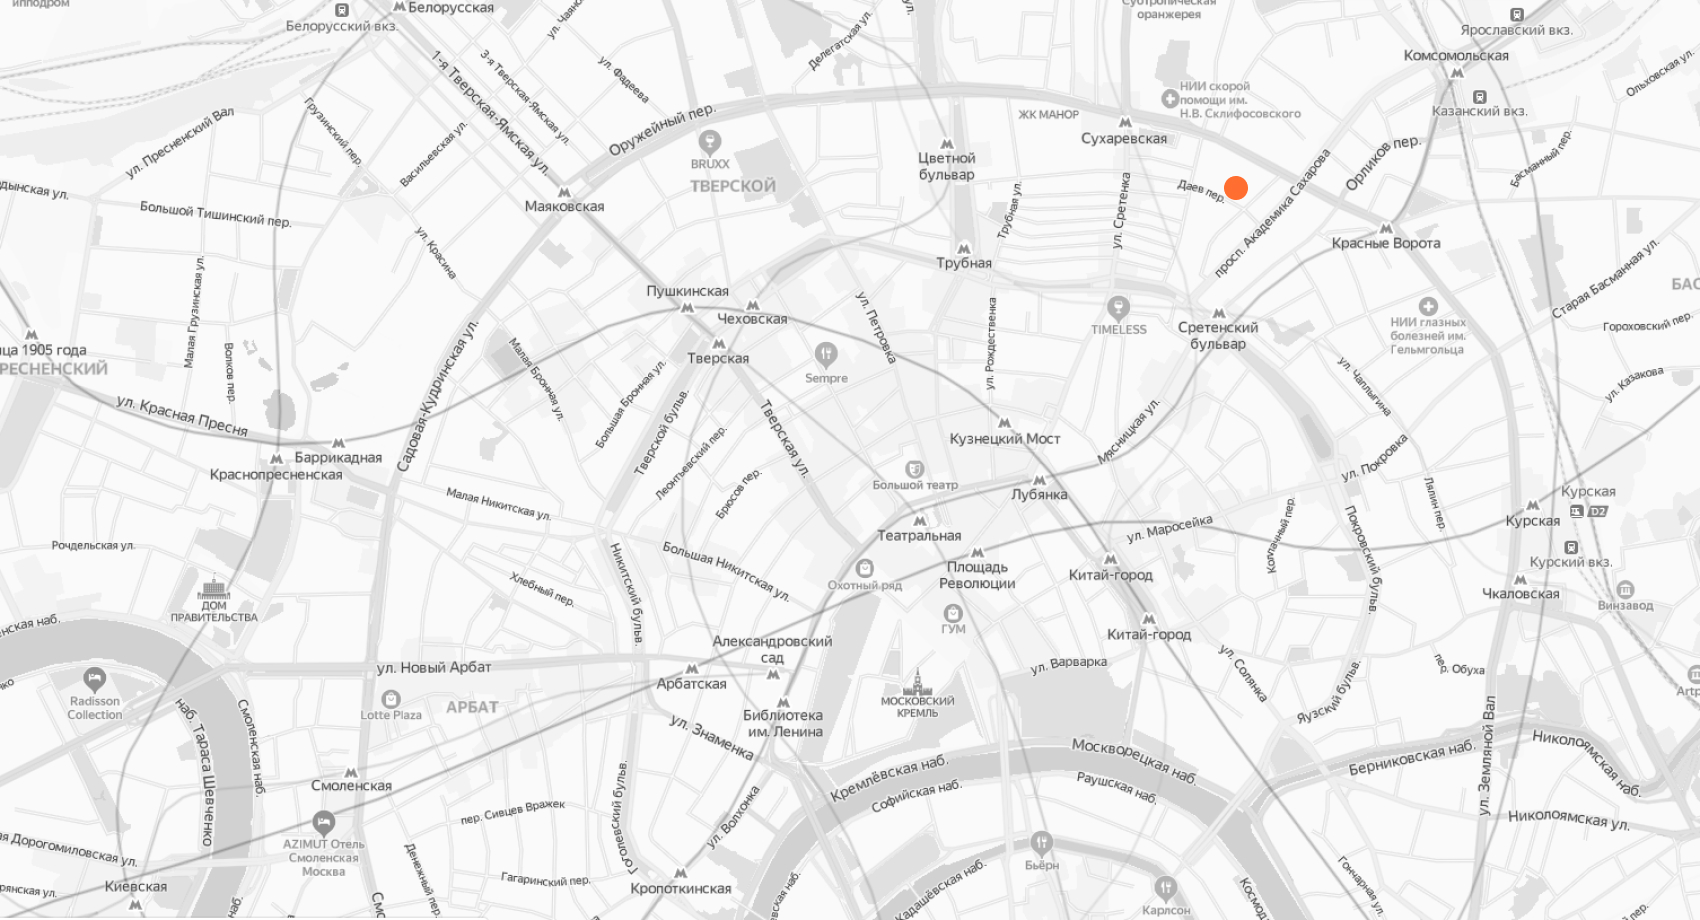 ипподром
Белорусская
Белорусский вкз.
ул. Чаянова
3-я Тверская-Ямская ул.
1-я Тверская-Ямская ул.
ул. Фадеева
Делегатская ул.
Субтропическая
оранжерея
Ярославский вкз.
Комсомольская
Казанский вкз.
Ольховская ул.
НИИ скорой
помощи им.
Н.В. Склифосовского
ЖК МАНОР
Сухаревская
Оружейный пер.
BRUXX
ТВЕРСКОЙ
Цветной
бульвар
Грузинский пер.
ул. Пресненский Вал
Васильевская ул.
Большой Тишинский пер.
Маяковская
ул. Красина
Малая Грузинская ул.
Волков пер.
Трубная ул.
Трубная
ул. Сретенка
Даев пер.
просп. Академика Сахарова
Орликов пер.
Басманный пер.
Красные Ворота
Старая Басманная ул.
БАС
Гороховский пер.
ул. Казакова
Пушкинская
Чеховская
Тверская
ул. Петровка
ул. Рождественка
TIMELESS
Сретенский
бульвар
НИИ глазных
болезней им.
Гельмгольца
ул. Чаплыгина
Sempre
ца 1905 года
РЕСНЕНСКИЙ
ул. Красная Пресня
Баррикадная
Краснопресненская
Садовая-Кудринская ул.
Малая Бронная ул.
Большая Бронная ул.
Тверской бульв.
Леонтьевский пер.
Брюсов пер.
Тверская ул.
Кузнецкий Мост
Большой театр
Лубянка
Мясницкая ул.
ул. Покровка
Лялин пер.
Курская
D2
Курская
Курский вкз.
Малая Никитская ул.
Театральная
ул. Маросейка
Колпачный пер.
Покровский бульв.
Рочдельская ул.
Хлебный пер.
Никитский бульв.
Большая Никитская ул.
Охотный ряд
Площадь
Революции
Китай-город
Чкаловская
Винзавод
ДОМ
ПРАВИТЕЛЬСТВА
ГУМ
Китай-город
Александровский
сад
ул. Новый Арбат
Арбатская
ул. Варварка
ул. Солянка
Яузский бульв.
пер. Обуха
Radisson
Collection
Lotte Plaza
АРБАТ
Библиотека
им. Ленина
МОСКОВСКИЙ
КРЕМЛЬ
ул. Знаменка
наб. Тараса Шевченко
Смоленская наб.
Смоленская
Кремлёвская наб.
Софийская наб.
Москворецкая наб.
Раушская наб.
Берниковская наб.
Николоямская наб.
ул. Земляной Вал
Николоямская ул.
пер. Сивцев Вражек
Гоголевский бульв.
ул. Волхонка
AZIMUT Отель
Смоленская
Москва
Дорогомиловская ул.
Киевская
Денежный пер.
Гагаринский пер.
Кропоткинская
Кадашёвская наб.
Бьёрн
Карлсон
Гончарная ул.